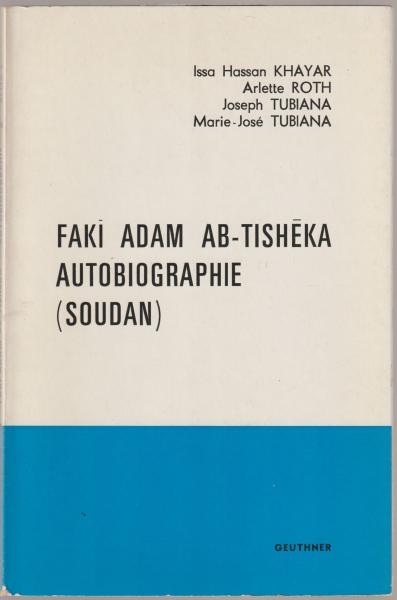 Issa Hassan KHAYAR
Arlette ROTH
Joseph TUBIANA
Marie-José TUBIANA
FAKĪ ADAM AB-TISHĒKA
AUTOBIOGRAPHIE
(SOUDAN)
GEUTHNER